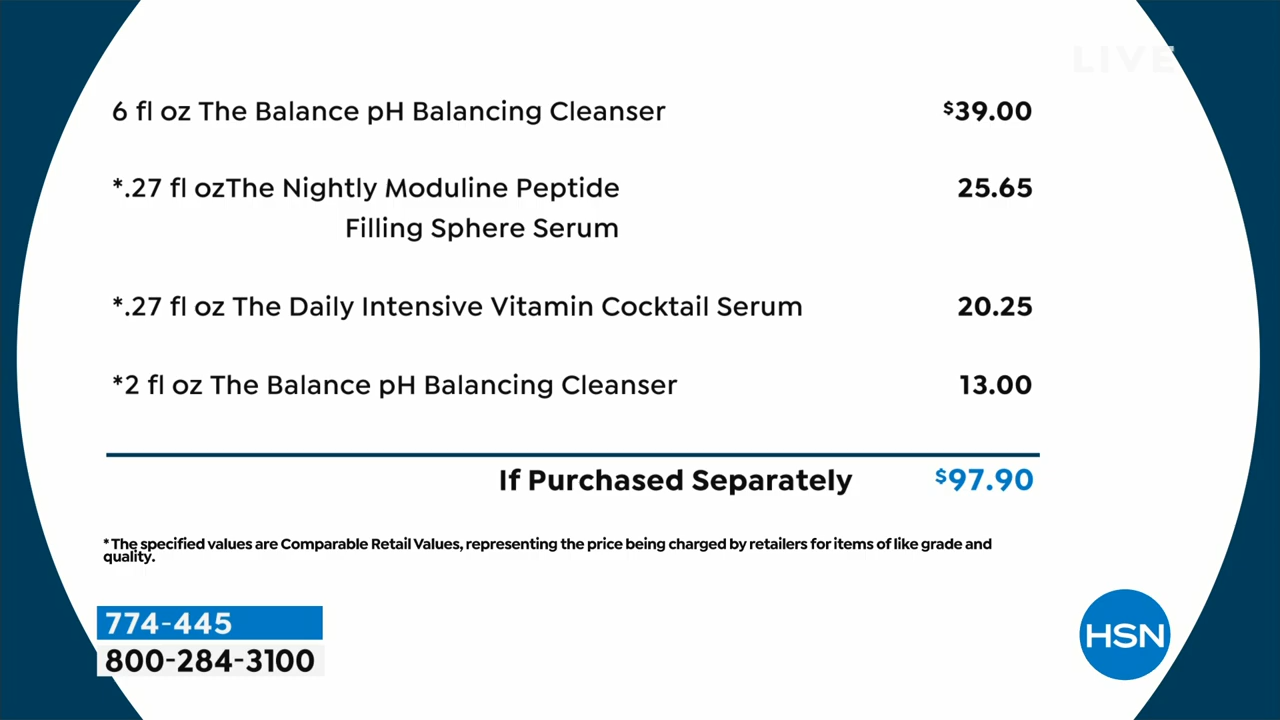 LIVE
6 fl oz The Balance pH Balancing Cleanser $39.00
*.27 fl ozThe Nightly Moduline Peptide 25.65
Filling Sphere Serum
*.27 fl oz The Daily Intensive Vitamin Cocktail Serum 20.25
*2 fl oz The Balance pH Balancing Cleanser 13.00
If Purchased Separately $97.90
*The specified values are Comparable Retail Values, representing the price being charged by retailers for items of like grade and
quality.
774-445
800-284-3100
HSN